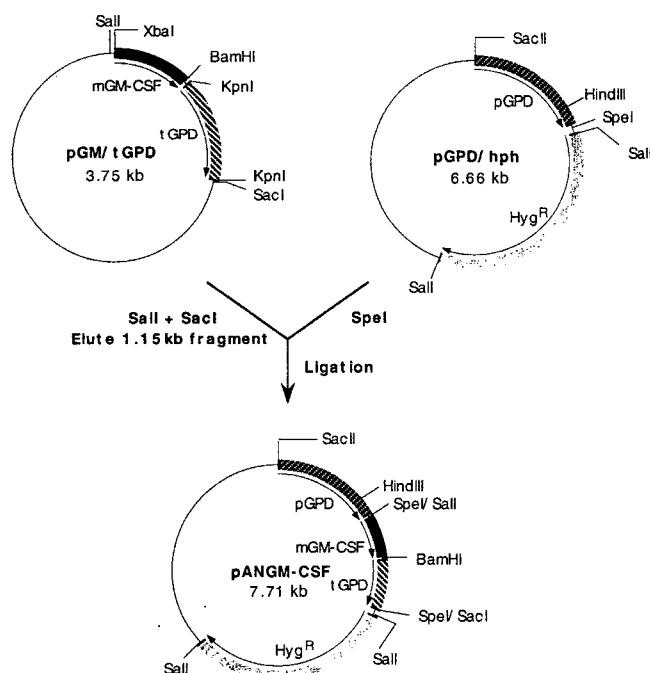 SalI
XbaI
BamHI
KpnI
mGM-CSF
tGPD
pGM/tGPD
3.75 kb
KpnI
SacI
SacII
pGPD
HindIII
SpeI
SalI
pGPD/hph
6.66 kb
HygR
SalI
SalI + SacI
Elute 1.15kb fragment
SpeI
Ligation
SacII
HindIII
pGPD
SpeI/SalI
mGM-CSF
BamHI
pANGM-CSF
7.71 kb
tGPD
SpeI/SacI
HygR
SalI
SalI